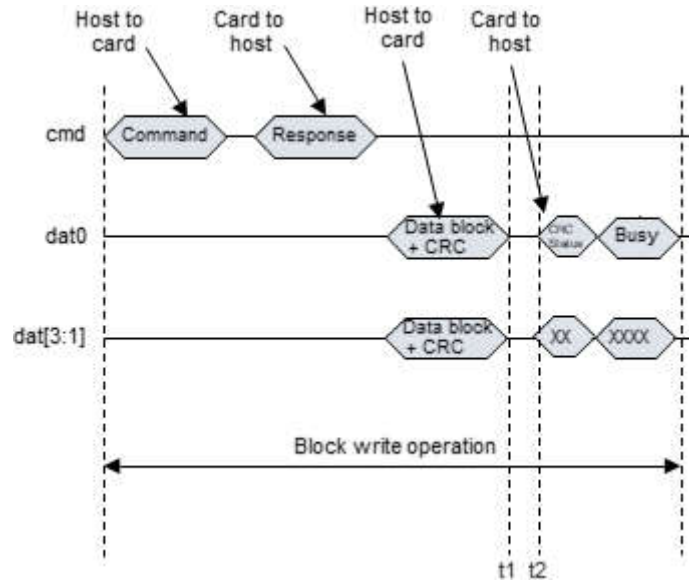 Host to
card
Card to
host
Host to
card
Card to
host
cmd
Command
Response
dat0
Data block
+ CRC
CRC
Status
Busy
dat[3:1]
Data block
+ CRC
XX
XXXX
Block write operation
t1
t2